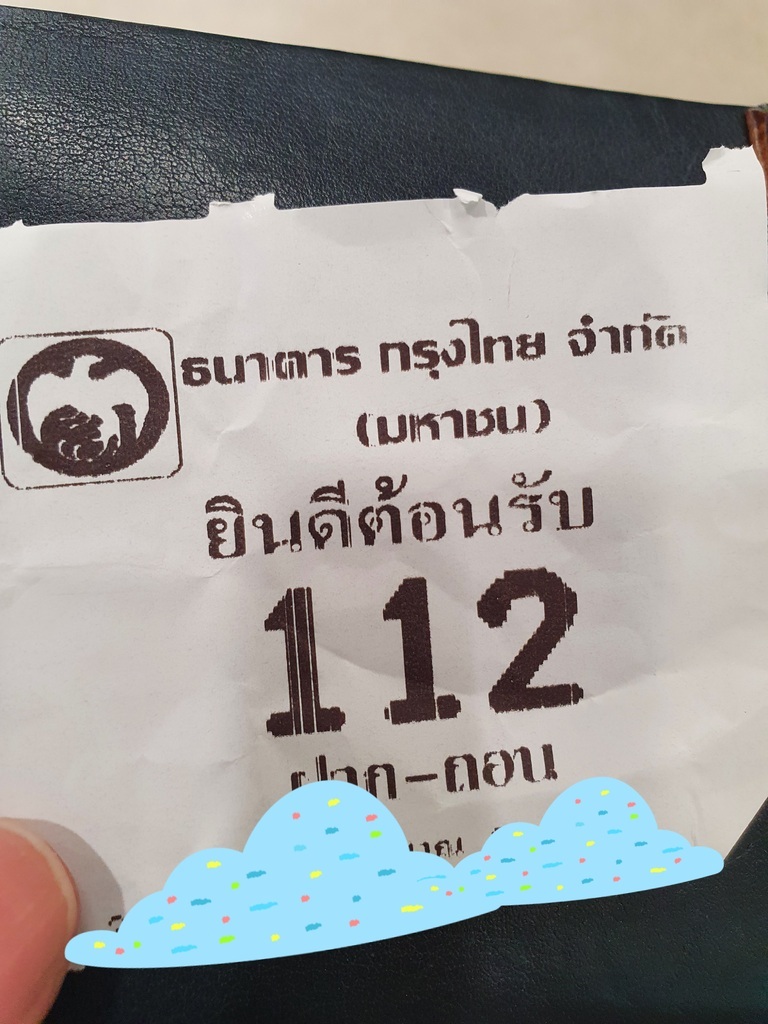 ธนาคาร กรุงไทย จำกัด
(มหาชน)
ยินดีต้อนรับ
112
ฝาก-ถอน